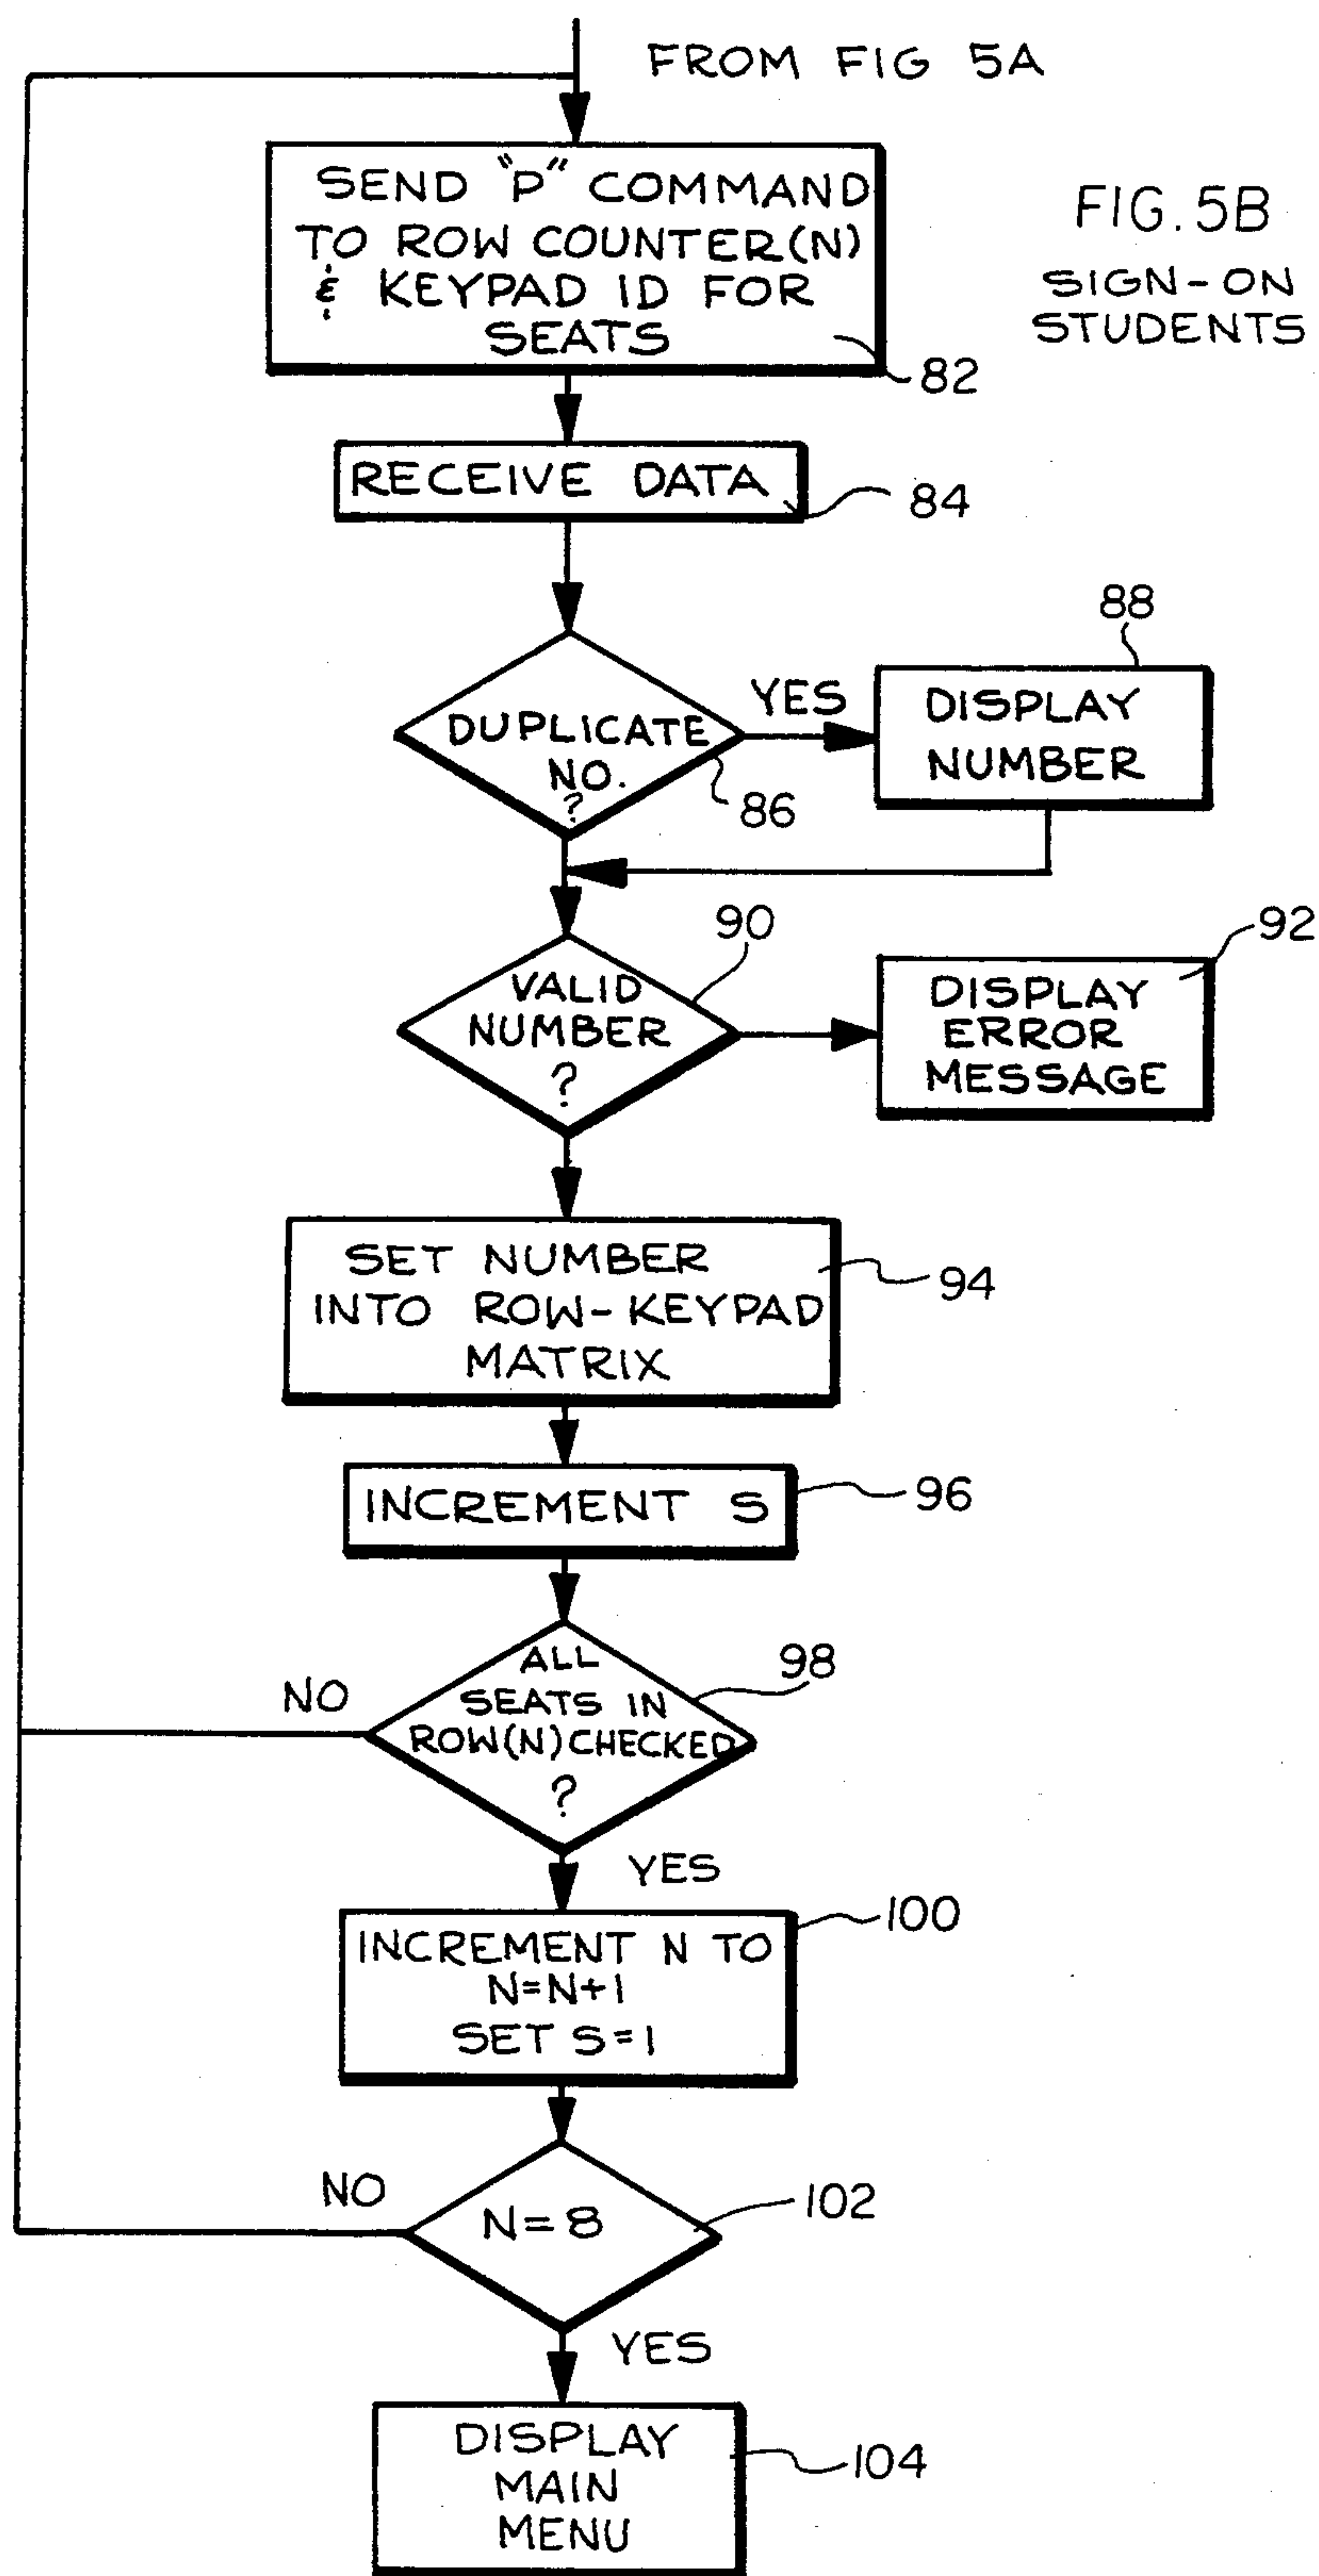 FROM FIG 5A
SEND "P" COMMAND
TO ROW COUNTER(N)
& KEYPAD ID FOR
SEATS
82
FIG. 5B
SIGN-ON
STUDENTS
RECEIVE DATA
84
DUPLICATE
NO.
?
86
YES
88
DISPLAY
NUMBER
90
VALID
NUMBER
?
92
DISPLAY
ERROR
MESSAGE
SET NUMBER
INTO ROW-KEYPAD
MATRIX
94
INCREMENT S
96
ALL
SEATS IN
ROW(N) CHECKED
?
98
NO
YES
INCREMENT N TO
N=N+1
SET S=1
100
N=8
102
NO
YES
DISPLAY
MAIN
MENU
104